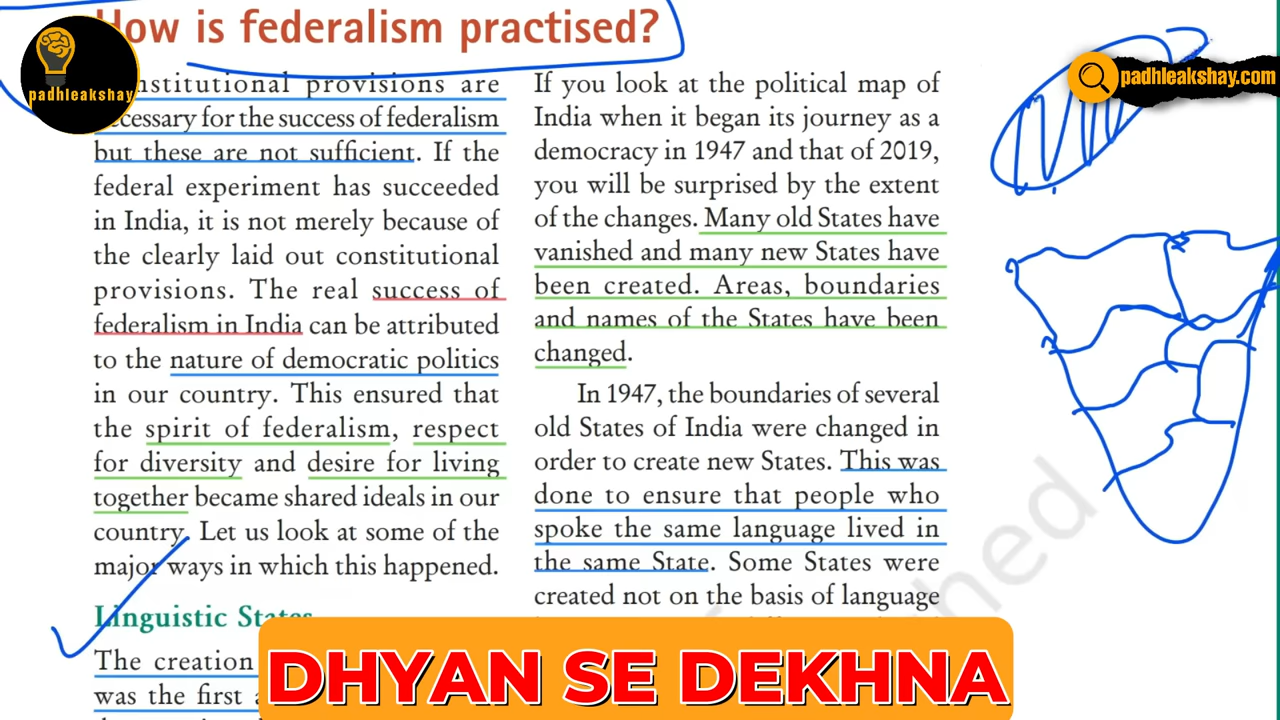 How is federalism practised?
padhleakshay
padhleakshay.com
nstitutional provisions are
cessary for the success of federalism
but these are not sufficient. If the
federal experiment has succeeded
in India, it is not merely because of
the clearly laid out constitutional
provisions. The real success of
federalism in India can be attributed
to the nature of democratic politics
in our country. This ensured that
the spirit of federalism, respect
for diversity and desire for living
together became shared ideals in our
country. Let us look at some of the
major ways in which this happened.
Linguistic States
The creation
was the first
If you look at the political map of
India when it began its journey as a
democracy in 1947 and that of 2019,
you will be surprised by the extent
of the changes. Many old States have
vanished and many new States have
been created. Areas, boundaries
and names of the States have been
changed.
In 1947, the boundaries of several
old States of India were changed in
order to create new States. This was
done to ensure that people who
spoke the same language lived in
the same State. Some States were
created not on the basis of language
DHYAN SE DEKHNA